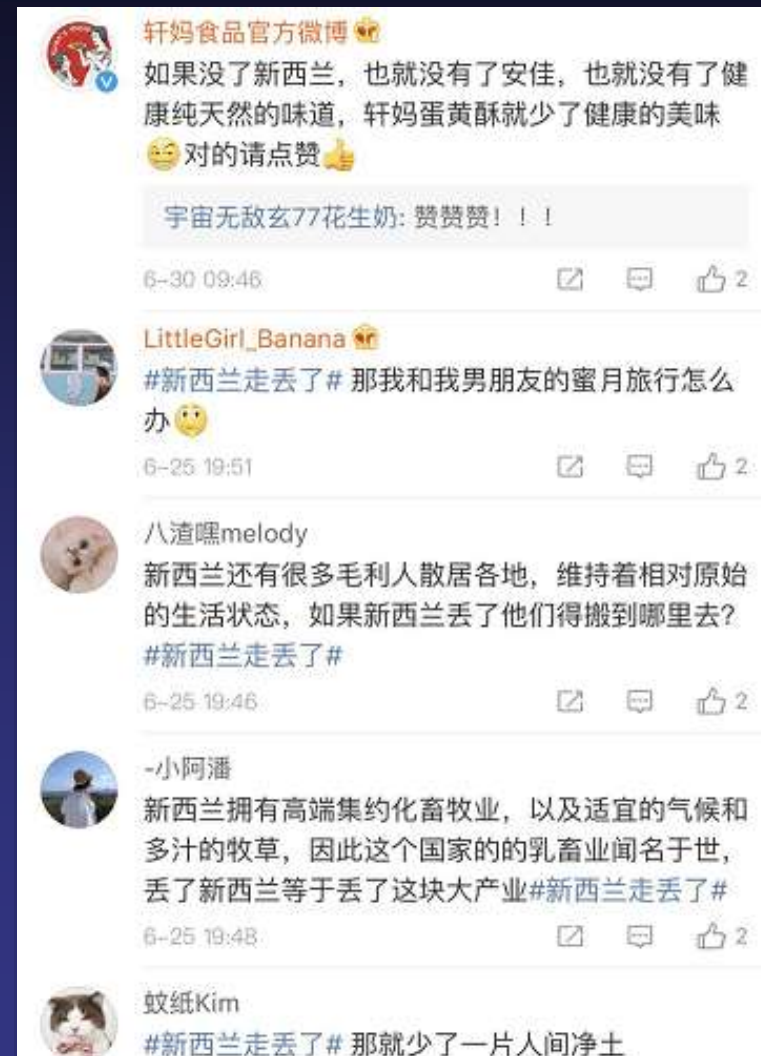 轩妈食品官方微博
如果没了新西兰，也就没有了安佳，也就没有了健
康纯天然的味道，轩妈蛋黄酥就少了健康的美味
对的请点赞
宇宙无敌玄77花生奶: 赞赞赞！！！
6-30 09:46 2
LittleGirl_Banana
#新西兰走丢了# 那我和我男朋友的蜜月旅行怎么
办
6-25 19:51 2
八渣嘿melody
新西兰还有很多毛利人散居各地，维持着相对原始
的生活状态，如果新西兰丢了他们得搬到哪里去？
#新西兰走丢了#
6-25 19:46 2
-小阿潘
新西兰拥有高端集约化畜牧业，以及适宜的气候和
多汁的牧草，因此这个国家的的乳畜业闻名于世，
丢了新西兰等于丢了这块大产业#新西兰走丢了#
6-25 19:48 2
蚊纸Kim
#新西兰走丢了# 那就少了一片人间净土